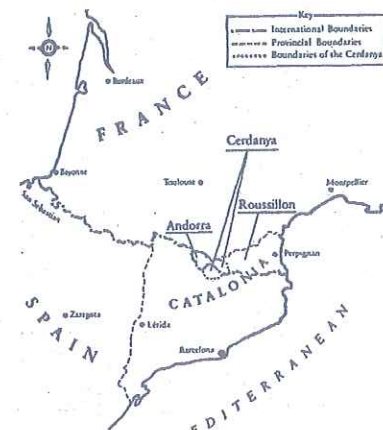 Key
International Boundaries
Provincial Boundaries
Boundaries of the Cerdanya
N
Bordeaux
FRANCE
Cerdanya
Bayonne
Toulouse
Montpellier
San Sebastian
Andorra
Roussillon
Perpignan
CATALONIA
SPAIN
Zaragoza
Lérida
Barcelona
MEDITERRANEAN